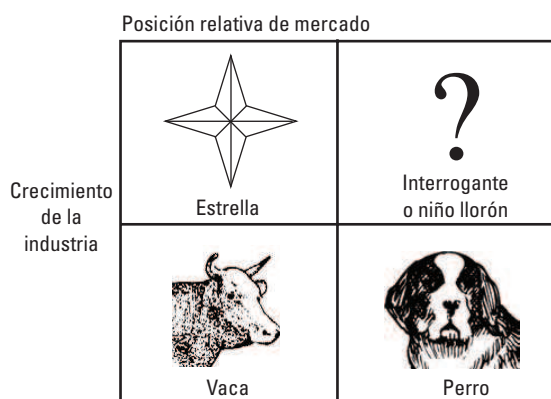 Posición relativa de mercado
?
Estrella
Interrogante
o niño llorón
Crecimiento
de la
industria
Vaca
Perro